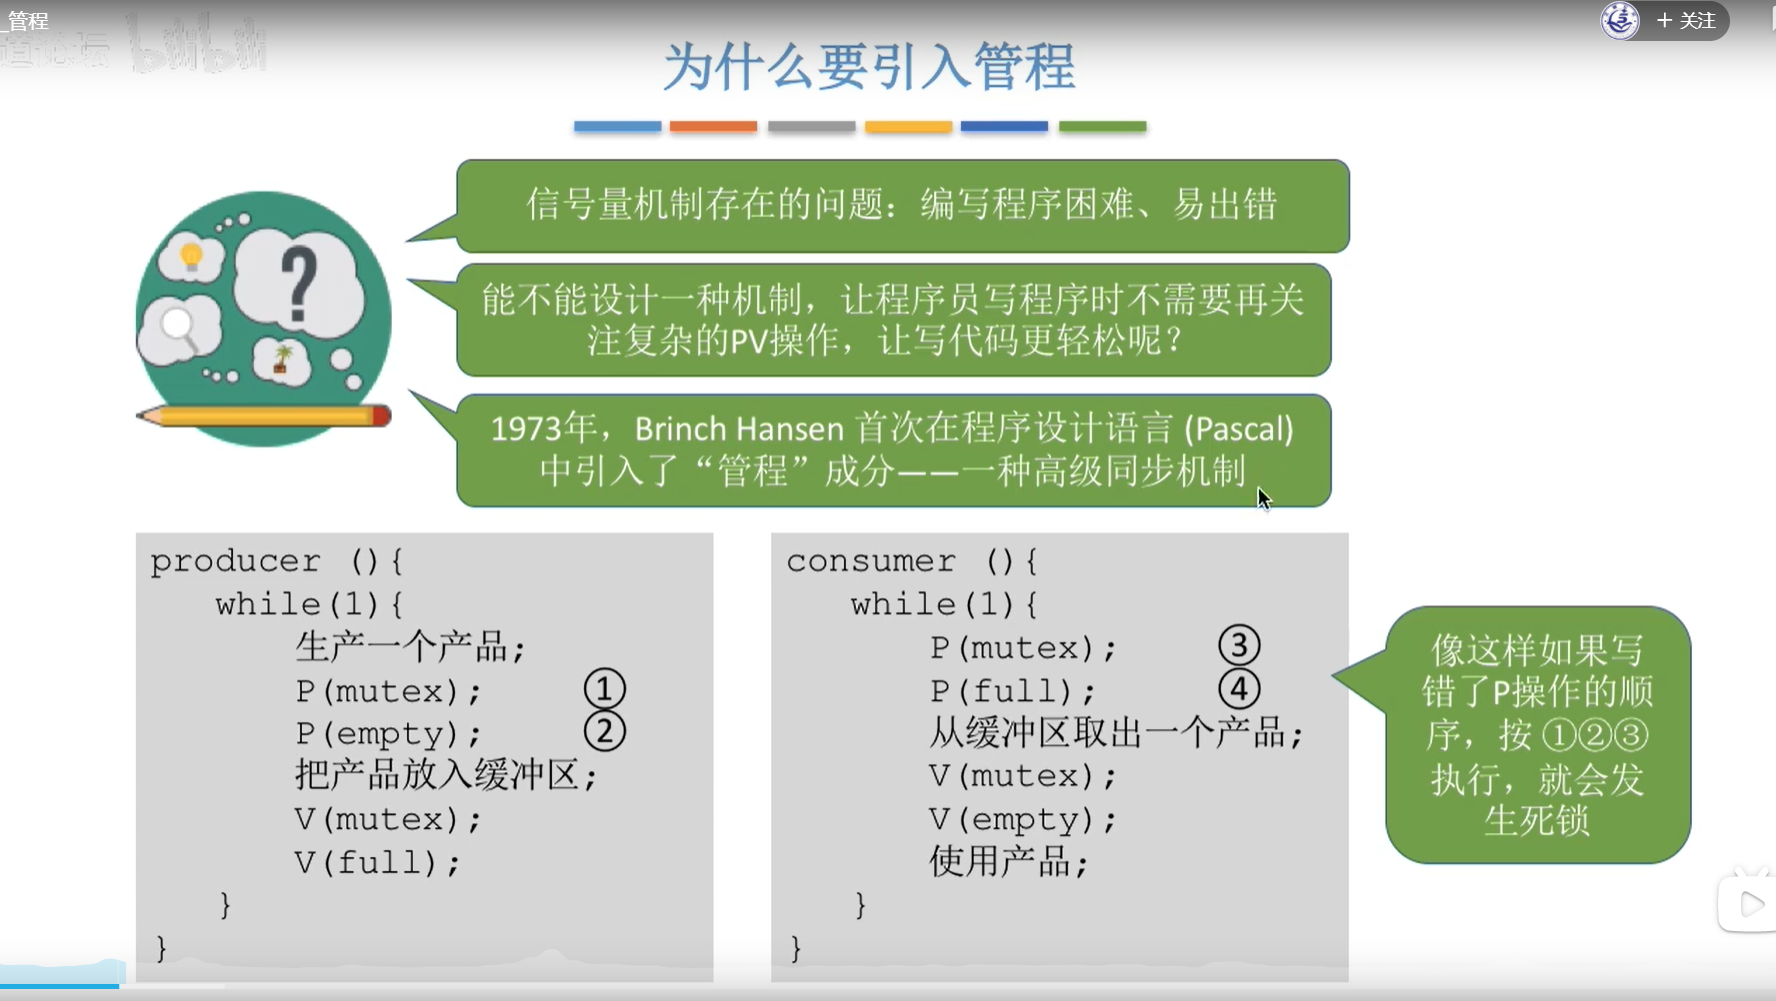 _管程
道论坛 bilibili
+ 关注
为什么要引入管程
信号量机制存在的问题：编写程序困难、易出错
能不能设计一种机制，让程序员写程序时不需要再关
注复杂的PV操作，让写代码更轻松呢？
1973年，Brinch Hansen 首次在程序设计语言 (Pascal)
中引入了“管程”成分——一种高级同步机制
producer (){
while(1){
生产一个产品;
P(mutex); ①
P(empty); ②
把产品放入缓冲区;
V(mutex);
V(full);
}
}
consumer (){
while(1){
P(mutex); ③
P(full); ④
从缓冲区取出一个产品;
V(mutex);
V(empty);
使用产品;
}
}
像这样如果写
错了P操作的顺
序，按 ①②③
执行，就会发
生死锁